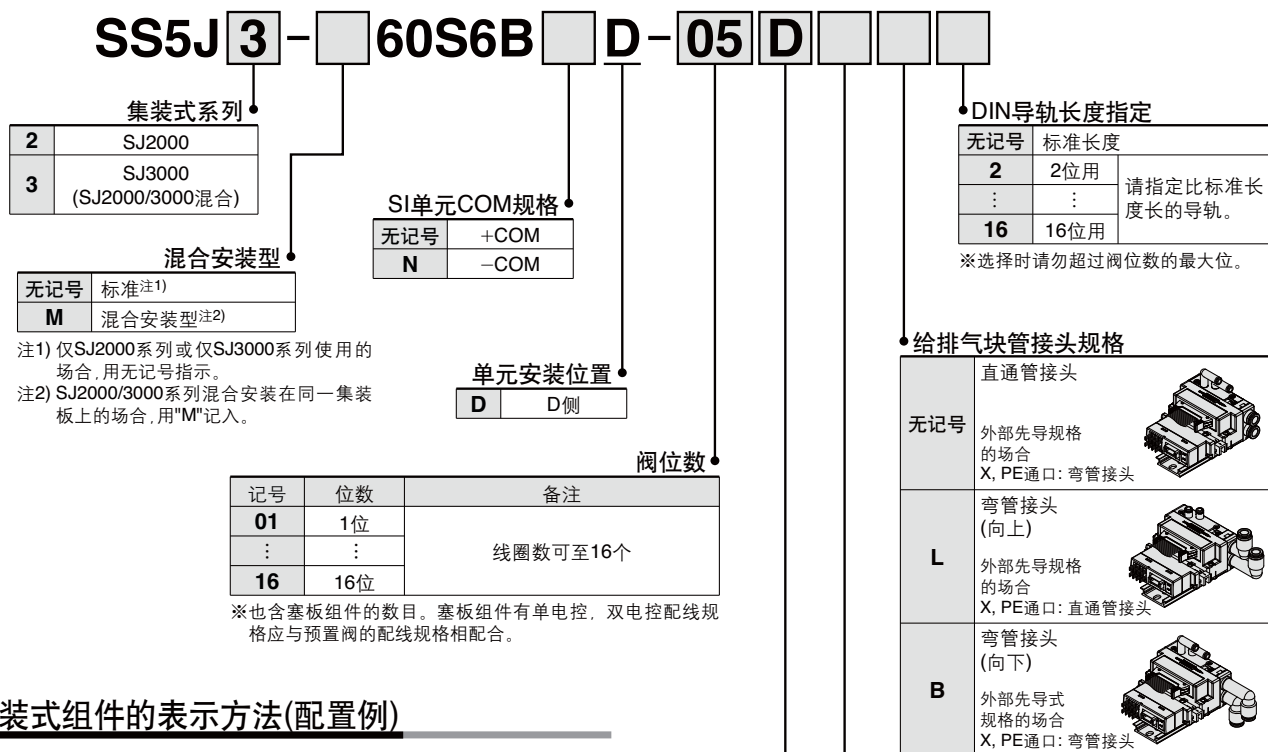 SS5J 3 - 60S6B D - 05 D
集装式系列
2 SJ2000
3 SJ3000
(SJ2000/3000混合)
混合安装型
无记号 标准注1)
M 混合安装型注2)
注1) 仅SJ2000系列或仅SJ3000系列使用的
场合,用无记号指示。
注2) SJ2000/3000系列混合安装在同一集装
板上的场合,用"M"记入。
SI单元COM规格
无记号 +COM
N −COM
单元安装位置
D D侧
阀位数
记号 位数 备注
01 1位
⋮ ⋮ 线圈数可至16个
16 16位
※也含塞板组件的数目。塞板组件有单电控，双电控配线规
格应与预置阀的配线规格相配合。
DIN导轨长度指定
无记号 标准长度
2 2位用
⋮ ⋮ 请指定比标准长
度长的导轨。
16 16位用
※选择时请勿超过阀位数的最大位。
给排气块管接头规格
无记号
直通管接头
外部先导规格
的场合
X, PE通口: 弯管接头
L
弯管接头
(向上)
外部先导规格
的场合
X, PE通口: 直通管接头
B
弯管接头
(向下)
外部先导式
规格的场合
X, PE通口: 弯管接头
装式组件的表示方法(配置例)